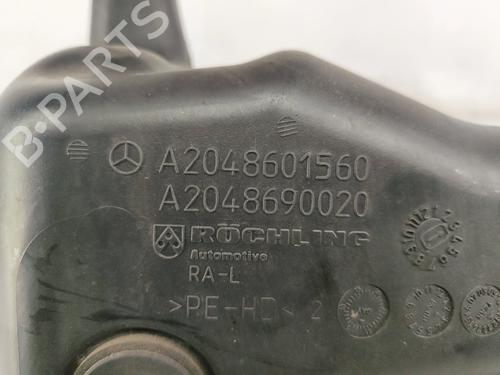 B-PARTS
A2048601560
A2048690020
RÖCHLING
Automotive
RA-L
>PE-HD< 2